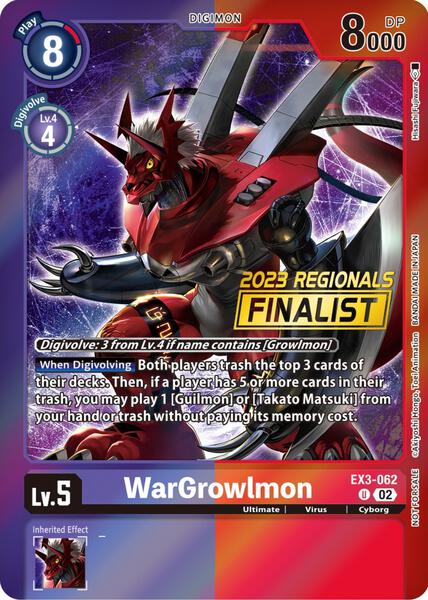 Play
8
DIGIMON
8000
DP
Digivolve
Lv.4
4
Hisashi Fujiwara
2023 REGIONALS
FINALIST
Digivolve: 3 from Lv.4 if name contains [Growlmon]
When Digivolving Both players trash the top 3 cards of
their decks. Then, if a player has 5 or more cards in their
trash, you may play 1 [Guilmon] or [Takato Matsuki] from
your hand or trash without paying its memory cost.
NOT FOR SALE ©Akiyoshi Hongo, Toei Animation BANDAI MADE IN JAPAN
Lv.5
WarGrowlmon
EX3-062
U 02
Ultimate | Virus | Cyborg
Inherited Effect
–